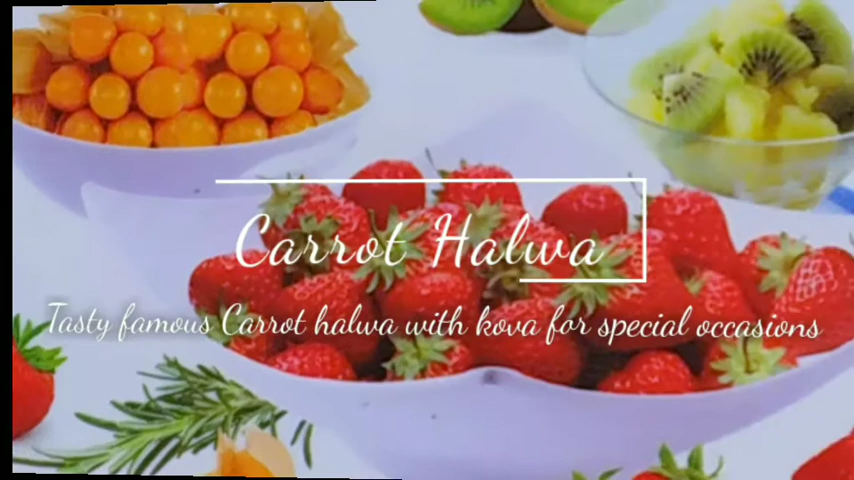 Carrot Halwa
Tasty famous Carrot halwa with kova for special occasions